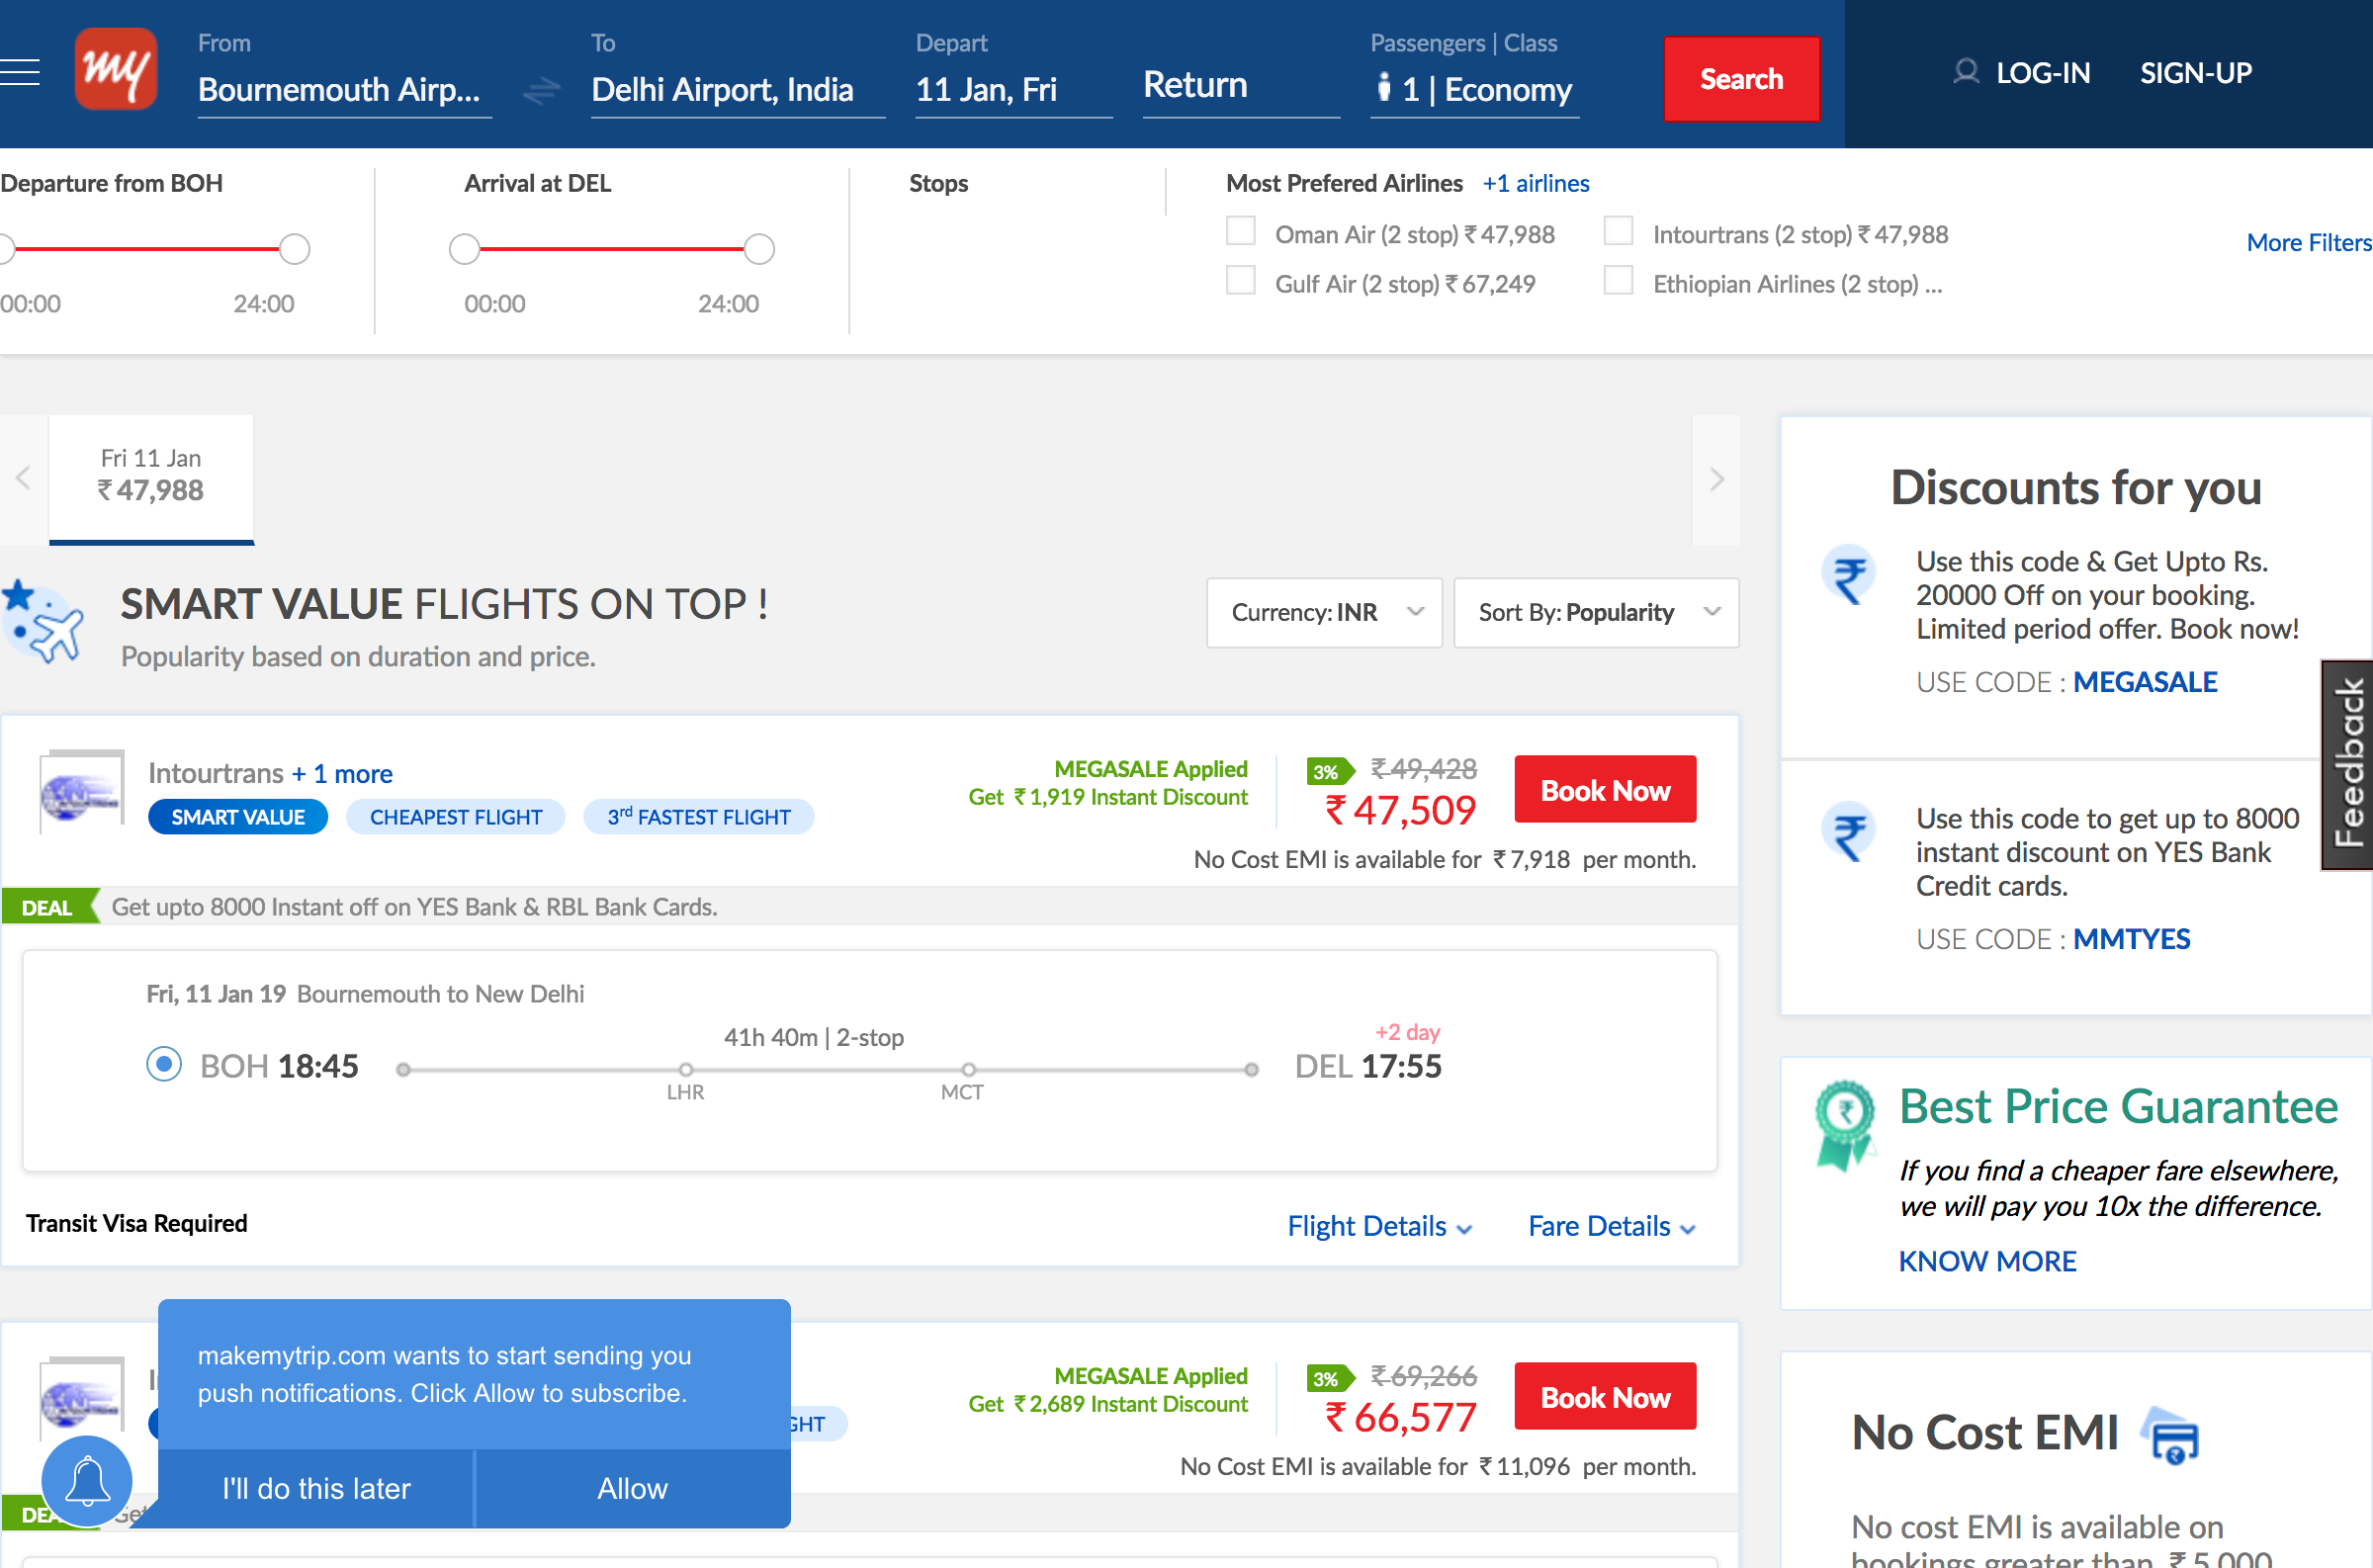 my
From
Bournemouth Airp...
To
Delhi Airport, India
Depart
11 Jan, Fri
Return
Passengers | Class
1 | Economy
Search
LOG-IN
SIGN-UP
Departure from BOH
00:00
24:00
Arrival at DEL
00:00
24:00
Stops
Most Prefered Airlines +1 airlines
Oman Air (2 stop) ₹ 47,988
Intourtrans (2 stop) ₹ 47,988
Gulf Air (2 stop) ₹ 67,249
Ethiopian Airlines (2 stop) ...
More Filters
Fri 11 Jan
₹ 47,988
SMART VALUE FLIGHTS ON TOP !
Popularity based on duration and price.
Currency: INR
Sort By: Popularity
Intourtrans + 1 more
SMART VALUE
CHEAPEST FLIGHT
3rd FASTEST FLIGHT
MEGASALE Applied
Get ₹ 1,919 Instant Discount
3%
₹ 49,428
₹ 47,509
Book Now
No Cost EMI is available for ₹ 7,918 per month.
DEAL
Get upto 8000 Instant off on YES Bank & RBL Bank Cards.
Fri, 11 Jan 19 Bournemouth to New Delhi
41h 40m | 2-stop
+2 day
BOH 18:45
DEL 17:55
LHR
MCT
Transit Visa Required
Flight Details
Fare Details
makemytrip.com wants to start sending you
push notifications. Click Allow to subscribe.
I'll do this later
Allow
MEGASALE Applied
Get ₹ 2,689 Instant Discount
3%
₹ 69,266
₹ 66,577
Book Now
No Cost EMI is available for ₹ 11,096 per month.
Discounts for you
Use this code & Get Upto Rs.
20000 Off on your booking.
Limited period offer. Book now!
USE CODE : MEGASALE
Use this code to get up to 8000
instant discount on YES Bank
Credit cards.
USE CODE : MMTYES
Feedback
Best Price Guarantee
If you find a cheaper fare elsewhere,
we will pay you 10x the difference.
KNOW MORE
No Cost EMI
No cost EMI is available on
bookings greater than ₹ 5,000